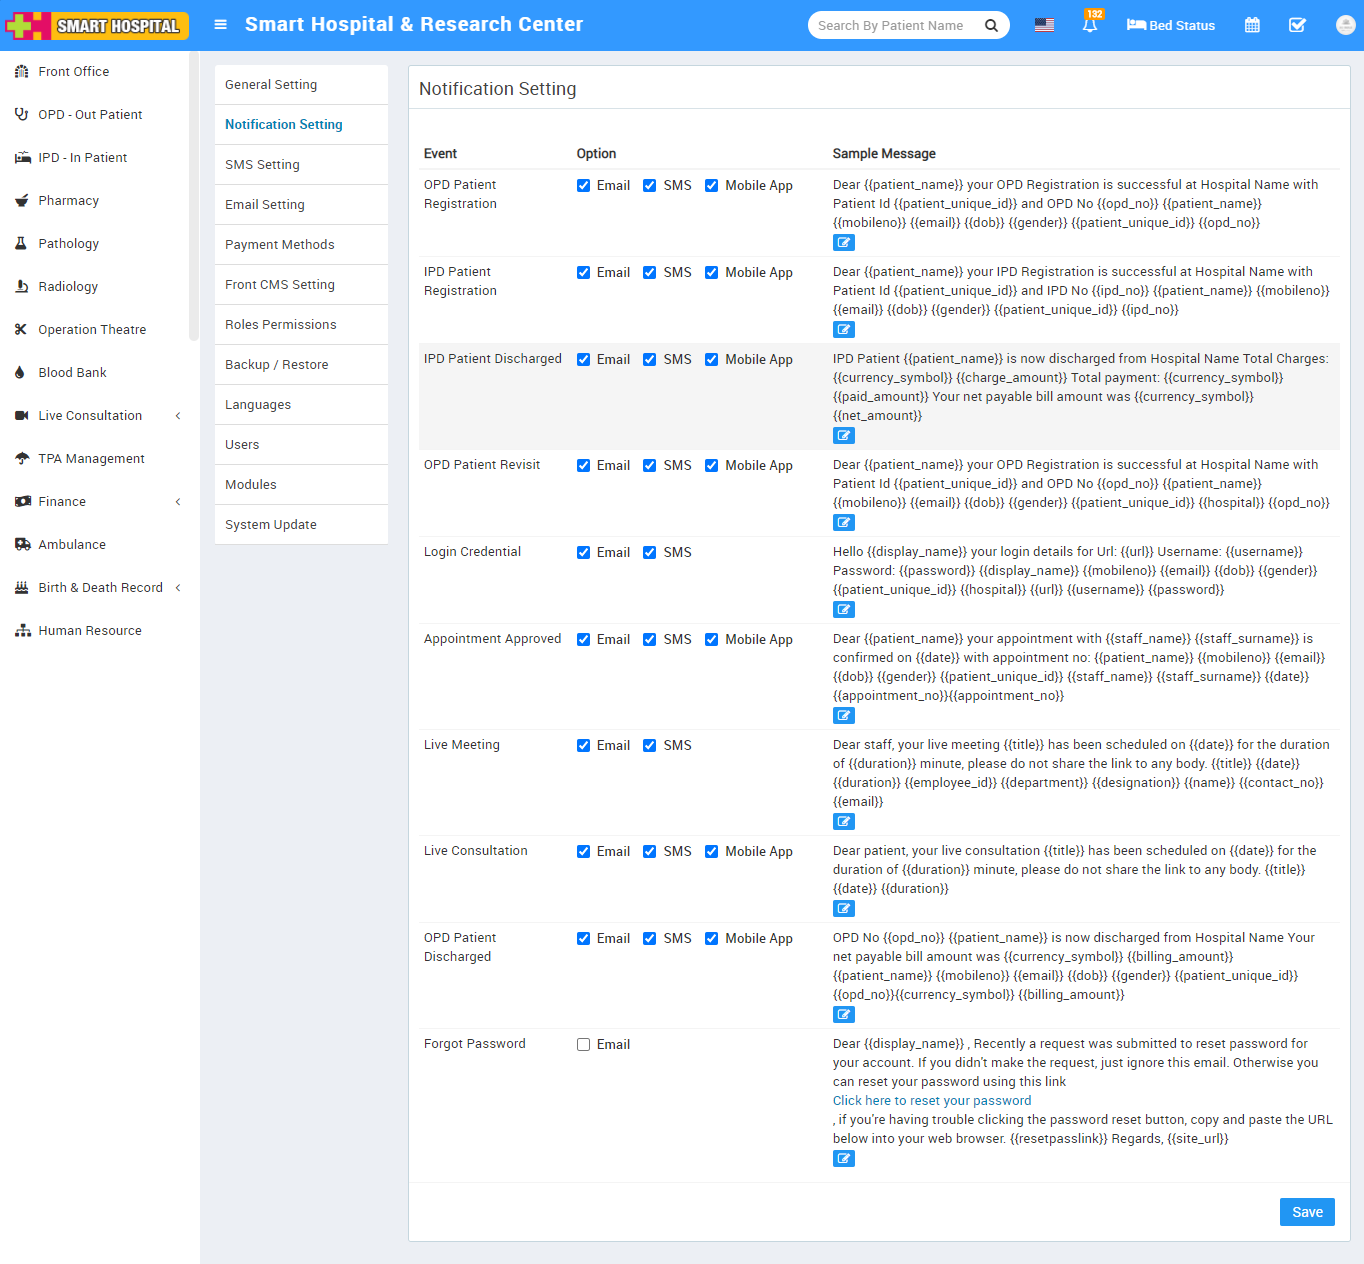 SMART HOSPITAL
Smart Hospital & Research Center
Search By Patient Name
132
Bed Status
Front Office
OPD - Out Patient
IPD - In Patient
Pharmacy
Pathology
Radiology
Operation Theatre
Blood Bank
Live Consultation
TPA Management
Finance
Ambulance
Birth & Death Record
Human Resource
General Setting
Notification Setting
SMS Setting
Email Setting
Payment Methods
Front CMS Setting
Roles Permissions
Backup / Restore
Languages
Users
Modules
System Update
Notification Setting
Event Option Sample Message
OPD Patient
Registration
Email SMS Mobile App
Dear {{patient_name}} your OPD Registration is successful at Hospital Name with
Patient Id {{patient_unique_id}} and OPD No {{opd_no}} {{patient_name}}
{{mobileno}} {{email}} {{dob}} {{gender}} {{patient_unique_id}} {{opd_no}}
IPD Patient
Registration
Email SMS Mobile App
Dear {{patient_name}} your IPD Registration is successful at Hospital Name with
Patient Id {{patient_unique_id}} and IPD No {{ipd_no}} {{patient_name}} {{mobileno}}
{{email}} {{dob}} {{gender}} {{patient_unique_id}} {{ipd_no}}
IPD Patient Discharged
Email SMS Mobile App
IPD Patient {{patient_name}} is now discharged from Hospital Name Total Charges:
{{currency_symbol}} {{charge_amount}} Total payment: {{currency_symbol}}
{{paid_amount}} Your net payable bill amount was {{currency_symbol}}
{{net_amount}}
OPD Patient Revisit
Email SMS Mobile App
Dear {{patient_name}} your OPD Registration is successful at Hospital Name with
Patient Id {{patient_unique_id}} and OPD No {{opd_no}} {{patient_name}}
{{mobileno}} {{email}} {{dob}} {{gender}} {{patient_unique_id}} {{hospital}} {{opd_no}}
Login Credential
Email SMS
Hello {{display_name}} your login details for Url: {{url}} Username: {{username}}
Password: {{password}} {{display_name}} {{mobileno}} {{email}} {{dob}} {{gender}}
{{patient_unique_id}} {{hospital}} {{url}} {{username}} {{password}}
Appointment Approved
Email SMS Mobile App
Dear {{patient_name}} your appointment with {{staff_name}} {{staff_surname}} is
confirmed on {{date}} with appointment no: {{patient_name}} {{mobileno}} {{email}}
{{dob}} {{gender}} {{patient_unique_id}} {{staff_name}} {{staff_surname}} {{date}}
{{appointment_no}}{{appointment_no}}
Live Meeting
Email SMS
Dear staff, your live meeting {{title}} has been scheduled on {{date}} for the duration
of {{duration}} minute, please do not share the link to any body. {{title}} {{date}}
{{duration}} {{employee_id}} {{department}} {{designation}} {{name}} {{contact_no}}
{{email}}
Live Consultation
Email SMS Mobile App
Dear patient, your live consultation {{title}} has been scheduled on {{date}} for the
duration of {{duration}} minute, please do not share the link to any body. {{title}}
{{date}} {{duration}}
OPD Patient
Discharged
Email SMS Mobile App
OPD No {{opd_no}} {{patient_name}} is now discharged from Hospital Name Your
net payable bill amount was {{currency_symbol}} {{billing_amount}}
{{patient_name}} {{mobileno}} {{email}} {{dob}} {{gender}} {{patient_unique_id}}
{{opd_no}}{{currency_symbol}} {{billing_amount}}
Forgot Password
Email
Dear {{display_name}} , Recently a request was submitted to reset password for
your account. If you didn't make the request, just ignore this email. Otherwise you
can reset your password using this link
Click here to reset your password
, if you're having trouble clicking the password reset button, copy and paste the URL
below into your web browser. {{resetpasslink}} Regards, {{site_url}}
Save